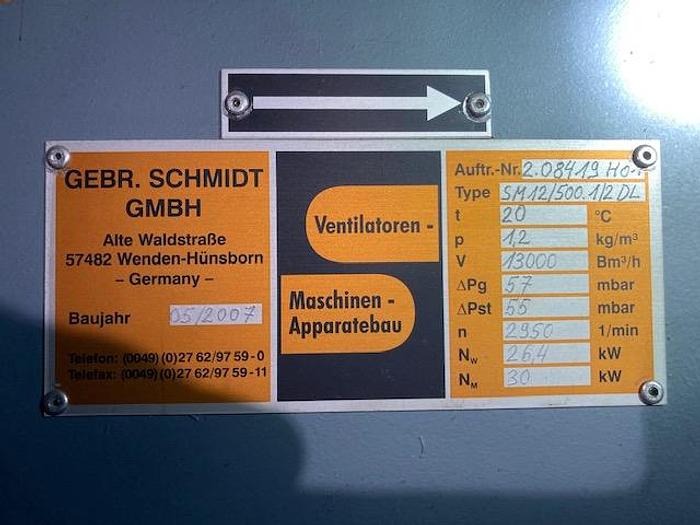 GEBR. SCHMIDT
GMBH
Alte Waldstraße
57482 Wenden-Hünsborn
– Germany –
Baujahr 05/2007
Telefon: (0049)(0)27 62/97 59-0
Telefax: (0049)(0)27 62/97 59-11
Ventilatoren -
Maschinen -
Apparatebau
Auftr.-Nr. 2.08419
Type SM12/500.1/2 DL
t 20 °C
p 1,2 kg/m³
V 13000 Bm³/h
ΔPg 57 mbar
ΔPst 55 mbar
n 2950 1/min
Nw 26,4 kW
NM 30 kW